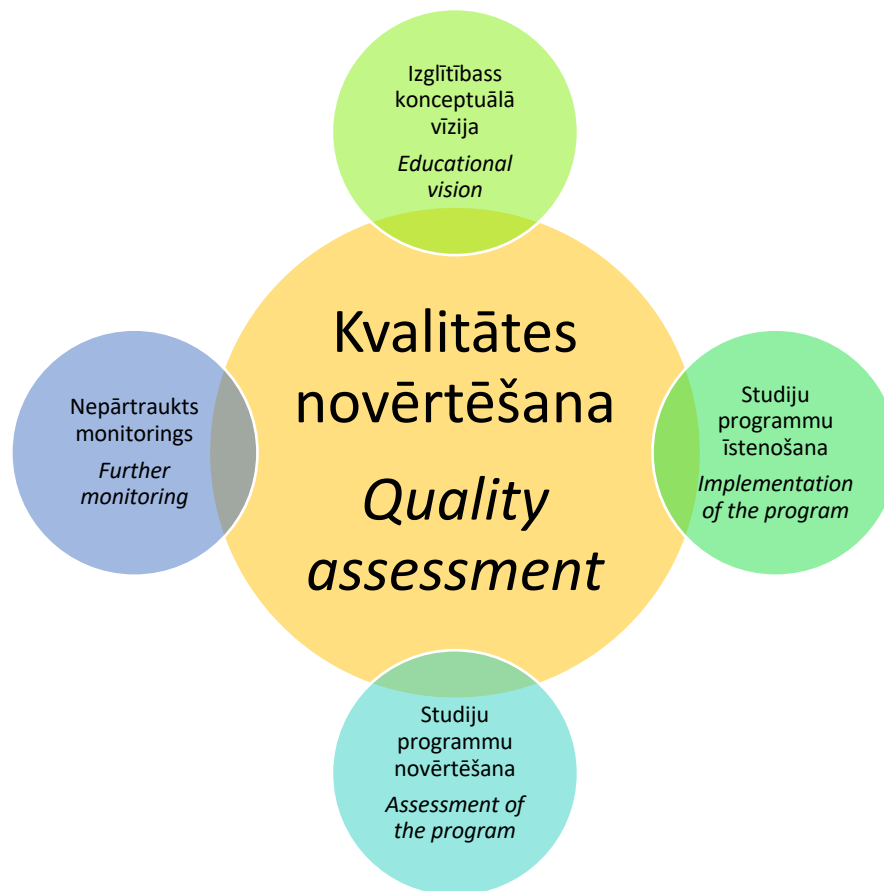 Izglītībass
konceptuālā
vīzija
Educational
vision
Kvalitātes
novērtēšana
Quality
assessment
Nepārtraukts
monitorings
Further
monitoring
Studiju
programmu
īstenošana
Implementation
of the program
Studiju
programmu
novērtēšana
Assessment of
the program